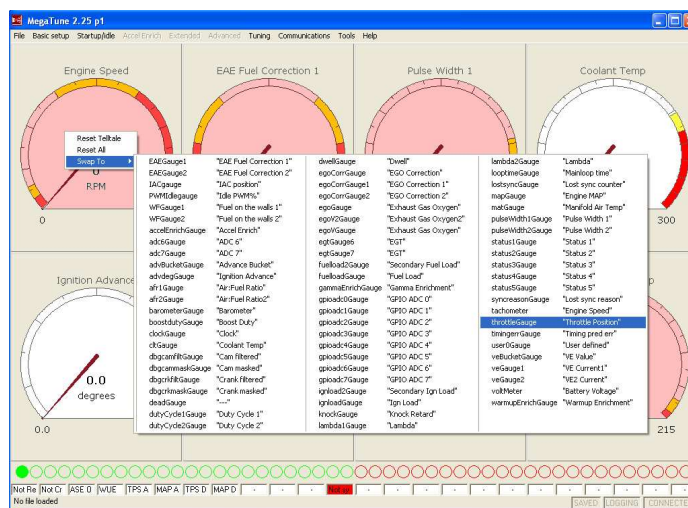 MegaTune 2.25 p1
File Basic setup Startup/Idle Accel Enrich Extended Advanced Tuning Communications Tools Help
Engine Speed EAE Fuel Correction 1 Pulse Width 1 Coolant Temp
Reset Telltale
Reset All
Swap To
0
RPM
0 300
EAEGauge1 "EAE Fuel Correction 1" dwellGauge "Dwell" lambda2Gauge "Lambda"
EAEGauge2 "EAE Fuel Correction 2" egoCorrGauge "EGO Correction" looptimeGauge "Mainloop time"
IACgauge "IAC position" egoCorrGauge1 "EGO Correction 1" lostsyncGauge "Lost sync counter"
PWMIdlegauge "Idle PWM%" egoCorrGauge2 "EGO Correction 2" mapGauge "Engine MAP"
WFGauge1 "Fuel on the walls 1" egoGauge "Exhaust Gas Oxygen" matGauge "Manifold Air Temp"
WFGauge2 "Fuel on the walls 2" egoV2Gauge "Exhaust Gas Oxygen2" pulseWidth1Gauge "Pulse Width 1"
accelEnrichGauge "Accel Enrich" egoVGauge "Exhaust Gas Oxygen" pulseWidth2Gauge "Pulse Width 2"
adc6Gauge "ADC 6" egtGauge6 "EGT" status1Gauge "Status 1"
adc7Gauge "ADC 7" egtGauge7 "EGT" status2Gauge "Status 2"
advBucketGauge "Advance Bucket" fuelload2Gauge "Secondary Fuel Load" status3Gauge "Status 3"
advdegGauge "Ignition Advance" fuelloadGauge "Fuel Load" status4Gauge "Status 4"
afr1Gauge "Air:Fuel Ratio" gammaEnrichGauge "Gamma Enrichment" status5Gauge "Status 5"
afr2Gauge "Air:Fuel Ratio2" gpioadc0Gauge "GPIO ADC 0" syncreasonGauge "Lost sync reason"
barometerGauge "Barometer" gpioadc1Gauge "GPIO ADC 1" tachometer "Engine Speed"
boostdutyGauge "Boost Duty" gpioadc2Gauge "GPIO ADC 2" throttleGauge "Throttle Position"
clockGauge "Clock" gpioadc3Gauge "GPIO ADC 3" timingerrGauge "Timing pred err"
cltGauge "Coolant Temp" gpioadc4Gauge "GPIO ADC 4" user0Gauge "User defined"
dbgcamfiltGauge "Cam filtered" gpioadc5Gauge "GPIO ADC 5" veBucketGauge "VE Value"
dbgcammaskGauge "Cam masked" gpioadc6Gauge "GPIO ADC 6" veGauge1 "VE Current1"
dbgcrkfiltGauge "Crank filtered" gpioadc7Gauge "GPIO ADC 7" veGauge2 "VE2 Current"
dbgcrkmaskGauge "Crank masked" ignload2Gauge "Secondary Ign Load" voltMeter "Battery Voltage"
deadGauge "---" ignloadGauge "Ign Load" warmupEnrichGauge "Warmup Enrichment"
dutyCycle1Gauge "Duty Cycle 1" knockGauge "Knock Retard"
dutyCycle2Gauge "Duty Cycle 2" lambda1Gauge "Lambda"
Ignition Advance
0.0
degrees
0.0 215
Not Re Not Cr ASE O WUE TPS A MAP A TPS D MAP D
No file loaded SAVED LOGGING CONNECTED